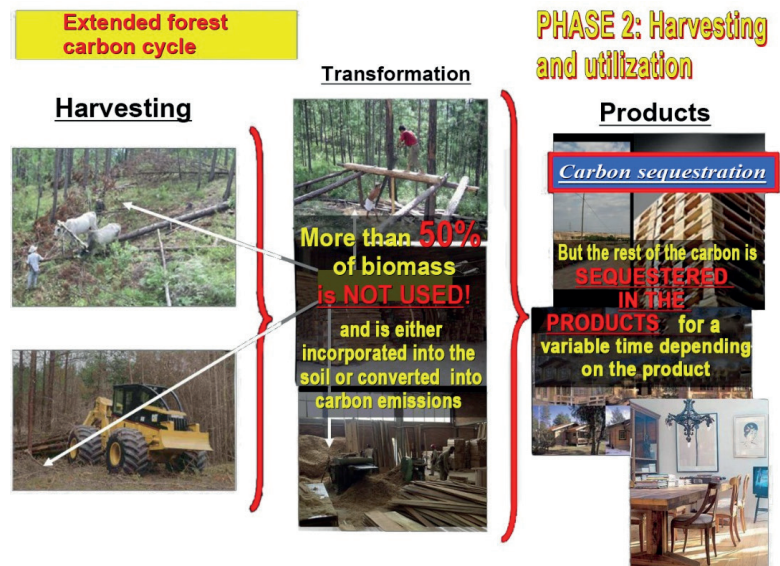 Extended forest
carbon cycle
PHASE 2: Harvesting
and utilization
Harvesting
Transformation
Products
More than 50%
of biomass
is NOT USED!
and is either
incorporated into the
soil or converted into
carbon emissions
Carbon sequestration
But the rest of the carbon is
SEQUESTERED
IN THE
PRODUCTS for a
variable time depending
on the product